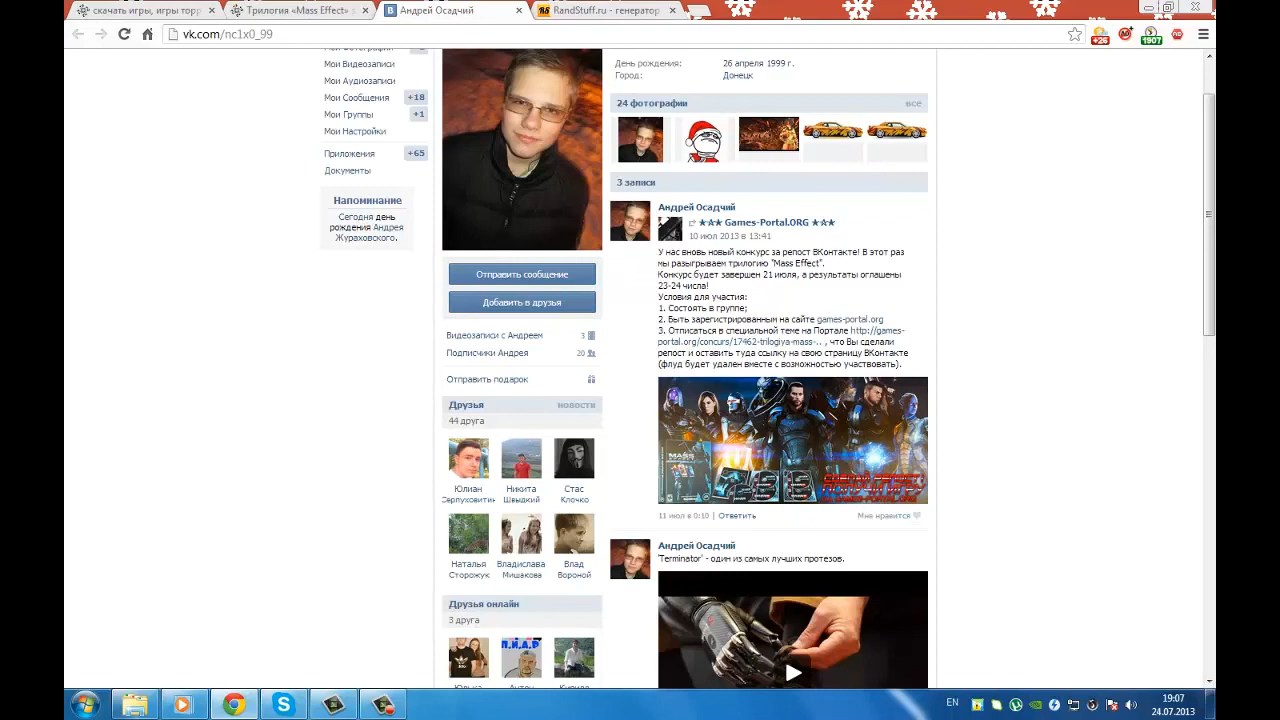 скачать игры, игры торр
Трилогия «Mass Effect»
Андрей Осадчий
RandStuff.ru - генератор
vk.com/nc1x0_99
+26
1907
Мои Видеозаписи
Мои Аудиозаписи
Мои Сообщения +18
Мои Группы +1
Мои Настройки
Приложения +65
Документы
Напоминание
Сегодня день
рождения Андрея
Жураховского.
Отправить сообщение
Добавить в друзья
Видеозаписи с Андреем 3
Подписчики Андрея 20
Отправить подарок
Друзья новости
44 друга
Юлиан
Серпуховитин
Никита
Швыдкий
Стас
Клочко
Наталья
Сторожук
Владислава
Мишакова
Влад
Вороной
Друзья онлайн
3 друга
День рождения: 26 апреля 1999 г.
Город: Донецк
24 фотографии все
3 записи
Андрей Осадчий
★☆★ Games-Portal.ORG ★☆★
10 июл 2013 в 13:41
У нас вновь новый конкурс за репост ВКонтакте! В этот раз
мы разыгрываем трилогию "Mass Effect".
Конкурс будет завершен 21 июля, а результаты оглашены
23-24 числа!
Условия для участия:
1. Состоять в группе;
2. Быть зарегистрированным на сайте games-portal.org
3. Отписаться в специальной теме на Портале http://games-
portal.org/concurs/17462-trilogiya-mass-.. , что Вы сделали
репост и оставить туда ссылку на свою страницу ВКонтакте
(флуд будет удален вместе с возможностью участвовать).
MASS
СДЕЛАЙ РЕПОСТ!
ПОЛУЧИ ИГРУ
11 июл в 0:10 | Ответить Мне нравится
Андрей Осадчий
'Terminator' - один из самых лучших протезов.
EN
19:07
24.07.2013